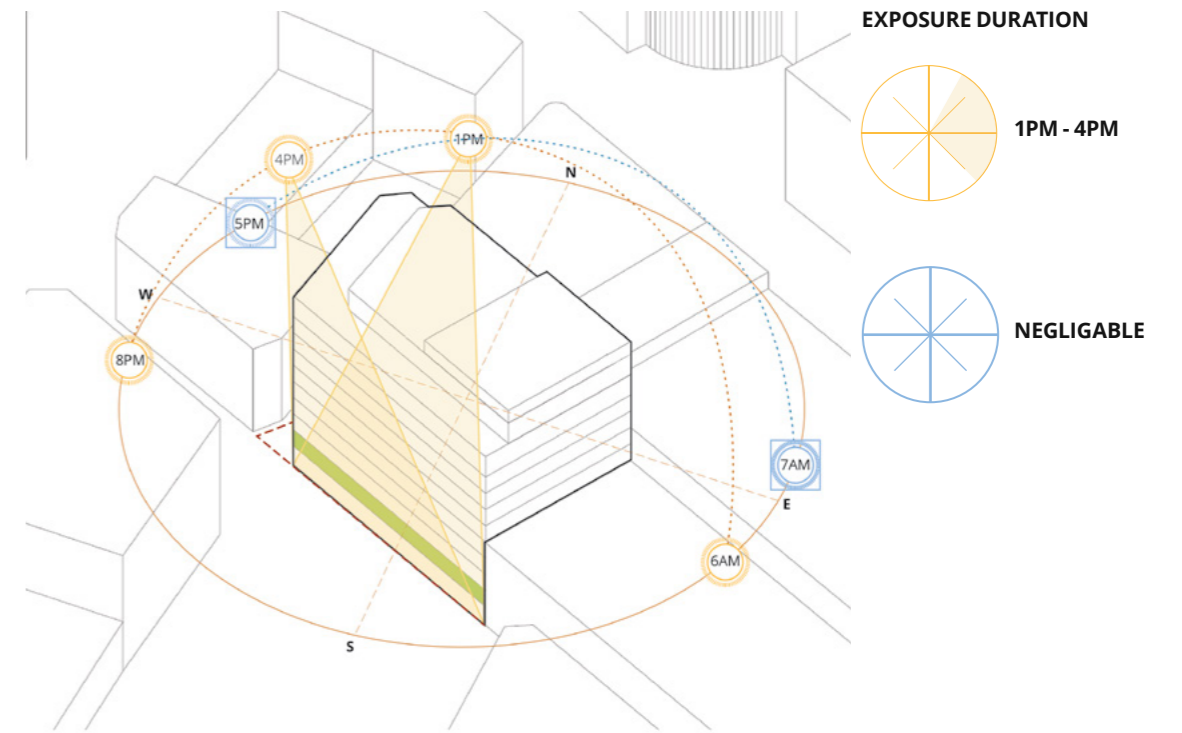 EXPOSURE DURATION
1PM - 4PM
NEGLIGABLE
1PM
4PM
N
5PM
W
8PM
7AM
E
6AM
S